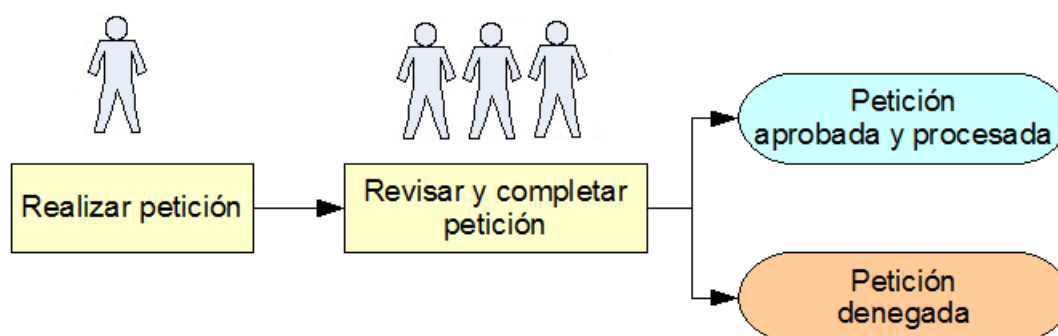 Realizar petición
Revisar y completar
petición
Petición
aprobada y procesada
Petición
denegada